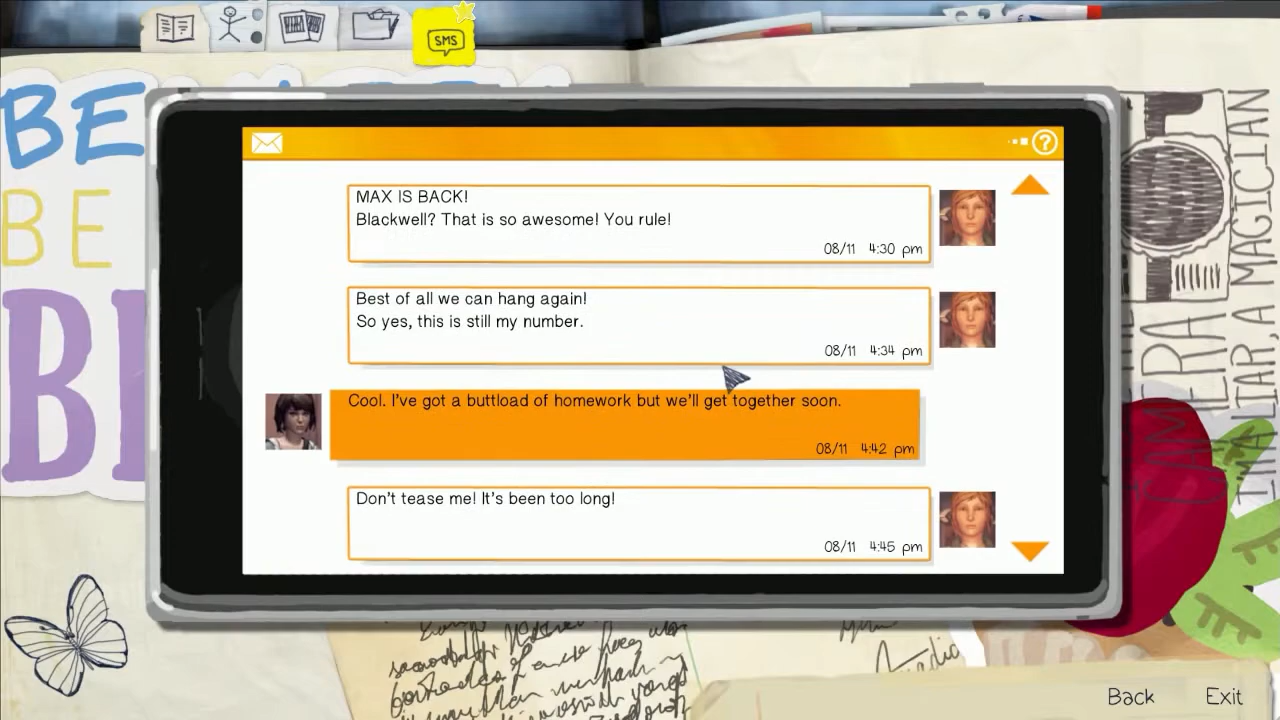 SMS
MAX IS BACK!
Blackwell? That is so awesome! You rule!
08/11 4:30 pm
Best of all we can hang again!
So yes, this is still my number.
08/11 4:34 pm
Cool. I've got a buttload of homework but we'll get together soon.
08/11 4:42 pm
Don't tease me! It's been too long!
08/11 4:45 pm
BE
BE
CAMERA
LIAR, A MAGICIAN
Back Exit